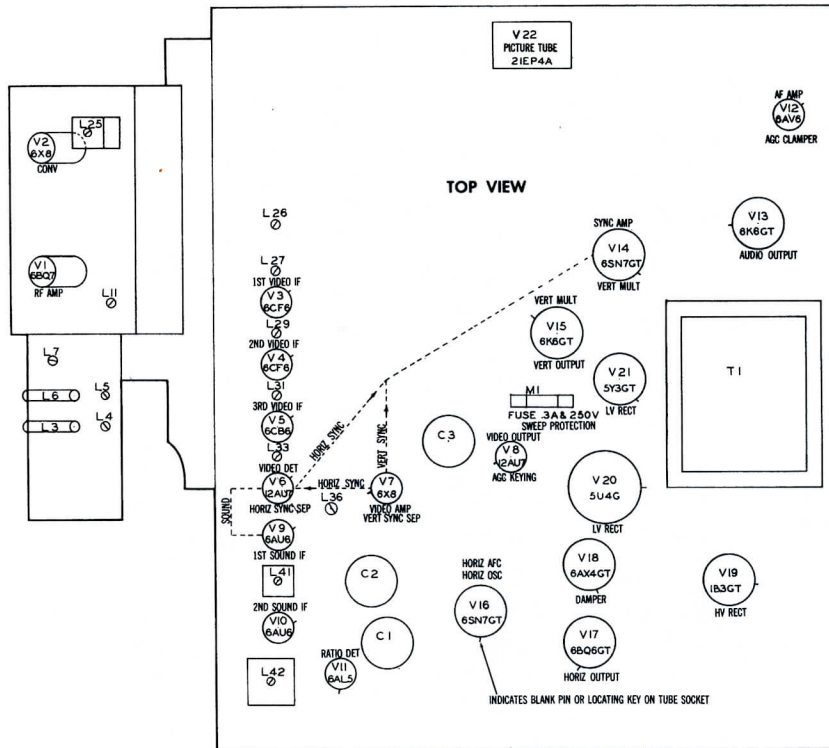 V 22
PICTURE TUBE
21EP4A
AF AMP
V12
6AV6
AGC CLAMPER
L25
V2
6X8
CONV
TOP VIEW
L26
SYNC AMP
V13
6K6GT
AUDIO OUTPUT
V14
6SN7GT
VERT MULT
L27
V1
6BQ7
RF AMP
1ST VIDEO IF
V3
6CF6
L11
L29
VERT MULT
V15
6K6GT
VERT OUTPUT
2ND VIDEO IF
V4
6CF6
L7
V21
5Y3GT
LV RECT
T1
L31
L6
L5
M1
FUSE .3A & 250V
SWEEP PROTECTION
3RD VIDEO IF
V5
6CB6
L3
L4
HORIZ SYNC
VERT SYNC
C3
VIDEO OUTPUT
V8
12AU7
AGC KEYING
L33
VIDEO DET
V6
12AU7
HORIZ SYNC SEP
HORIZ SYNC
L36
V7
6X8
VIDEO AMP
VERT SYNC SEP
V20
5U4G
LV RECT
SOUND
V9
6AU6
1ST SOUND IF
L41
C2
HORIZ AFC
HORIZ OSC
V16
6SN7GT
V18
6AX4GT
DAMPER
V19
1B3GT
HV RECT
2ND SOUND IF
V10
6AU6
C1
V17
6BQ6GT
HORIZ OUTPUT
RATIO DET
V11
6AL5
L42
INDICATES BLANK PIN OR LOCATING KEY ON TUBE SOCKET